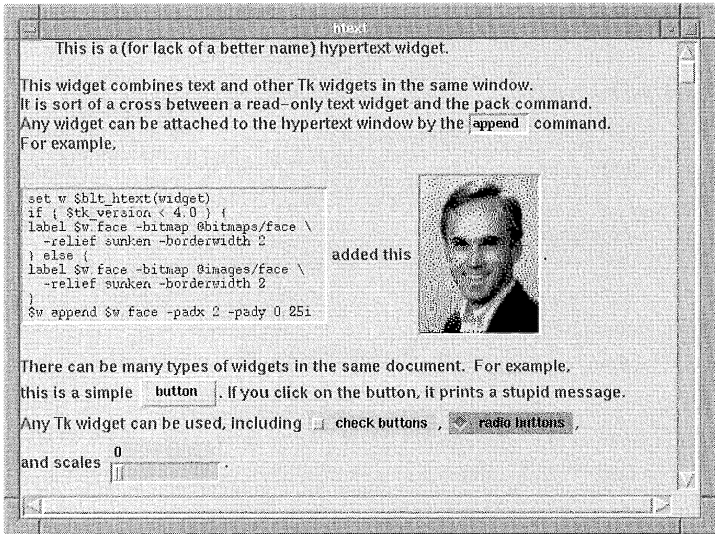 htext
This is a (for lack of a better name) hypertext widget.
This widget combines text and other Tk widgets in the same window.
It is sort of a cross between a read-only text widget and the pack command.
Any widget can be attached to the hypertext window by the append command.
For example,
set w $blt_htext(widget)
if { $tk_version < 4.0 } {
label $w.face -bitmap @bitmaps/face \
-relief sunken -borderwidth 2
} else {
label $w.face -bitmap @images/face \
-relief sunken -borderwidth 2
}
$w append $w.face -padx 2 -pady 0.25i
added this .
There can be many types of widgets in the same document. For example,
this is a simple button . If you click on the button, it prints a stupid message.
Any Tk widget can be used, including check buttons , radio buttons ,
0
and scales .